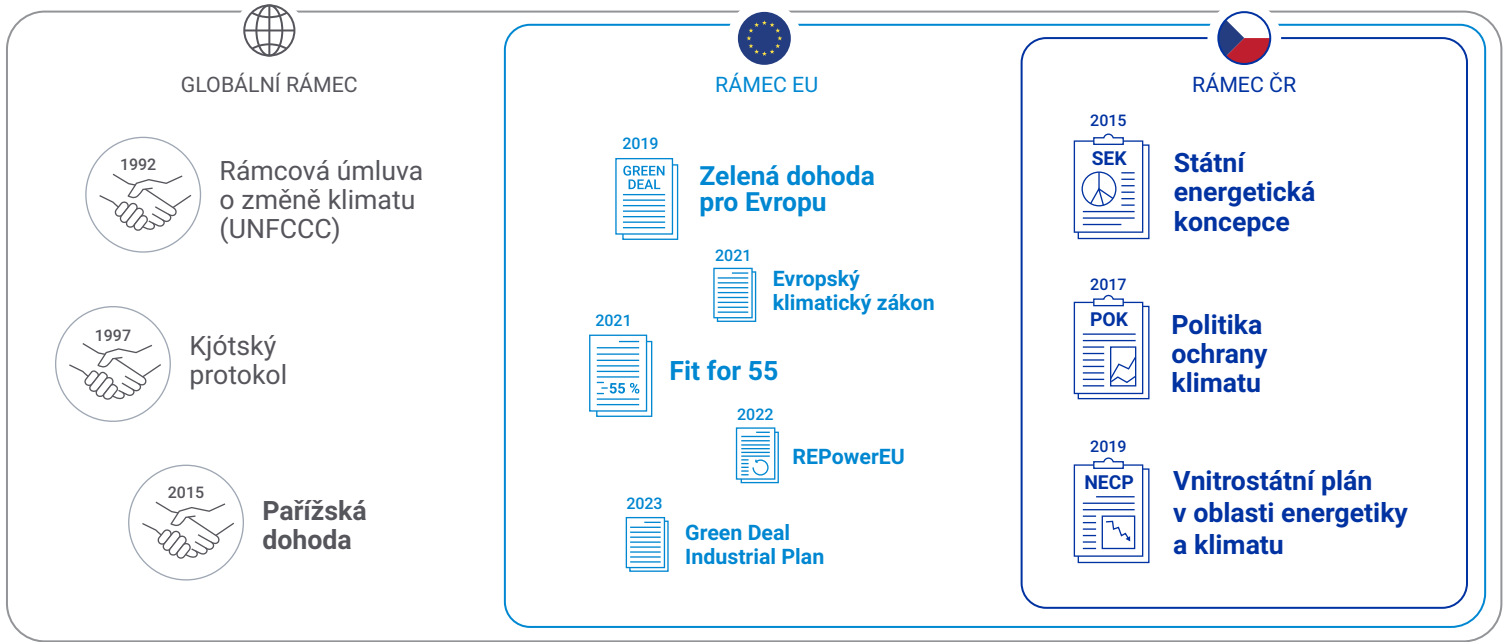 GLOBÁLNÍ RÁMEC
1992
Rámcová úmluva
o změně klimatu
(UNFCCC)
1997
Kjótský
protokol
2015
Pařížská
dohoda
RÁMEC EU
2019
GREEN
DEAL
Zelená dohoda
pro Evropu
2021
Evropský
klimatický zákon
2021
-55 %
Fit for 55
2022
REPowerEU
2023
Green Deal
Industrial Plan
RÁMEC ČR
2015
SEK
Státní
energetická
koncepce
2017
POK
Politika
ochrany
klimatu
2019
NECP
Vnitrostátní plán
v oblasti energetiky
a klimatu